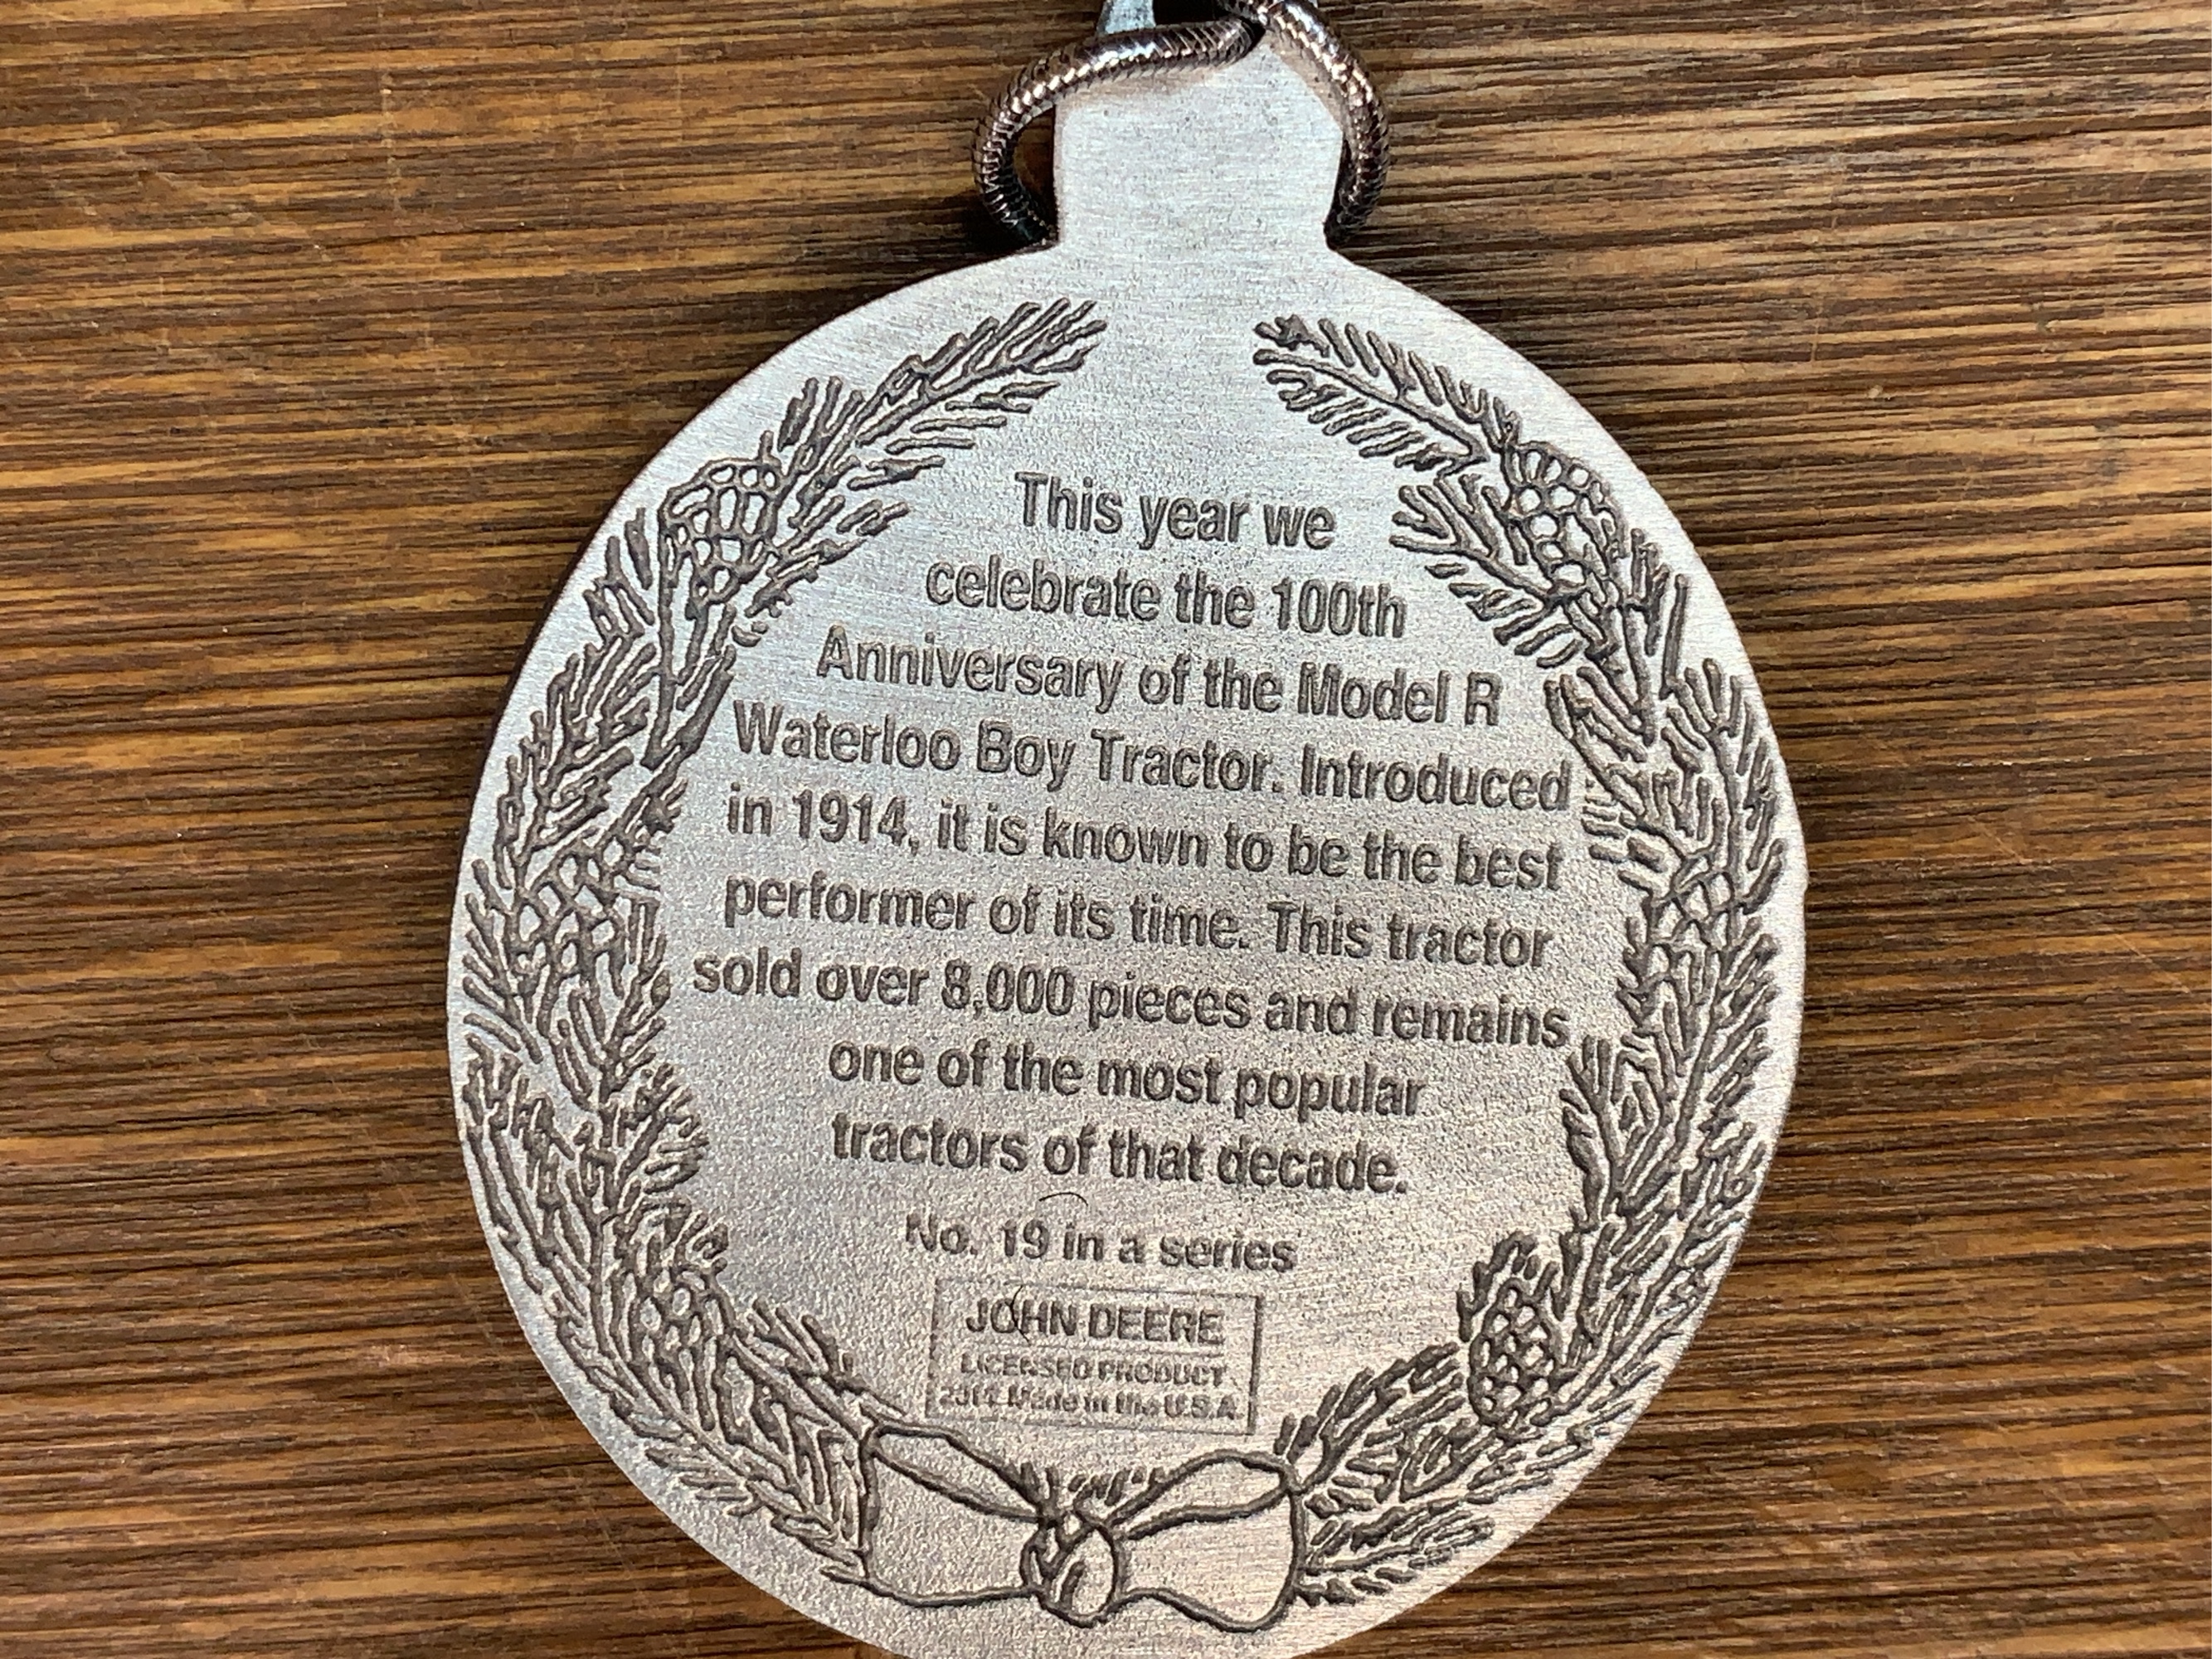 This year we
celebrate the 100th
Anniversary of the Model R
Waterloo Boy Tractor. Introduced
in 1914, it is known to be the best
performer of its time. This tractor
sold over 8,000 pieces and remains
one of the most popular
tractors of that decade.
No. 19 in a series
JOHN DEERE
LICENSED PRODUCT
2014 Made in the U.S.A.